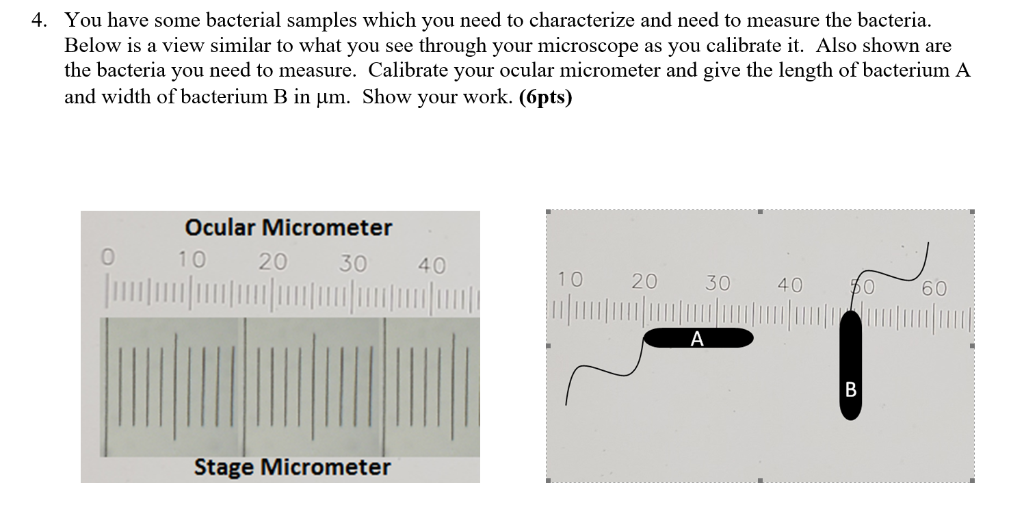 4. You have some bacterial samples which you need to characterize and need to measure the bacteria.
Below is a view similar to what you see through your microscope as you calibrate it. Also shown are
the bacteria you need to measure. Calibrate your ocular micrometer and give the length of bacterium A
and width of bacterium B in µm. Show your work. (6pts)
Ocular Micrometer
0 10 20 30 40
Stage Micrometer
10 20 30 40 50 60
A
B